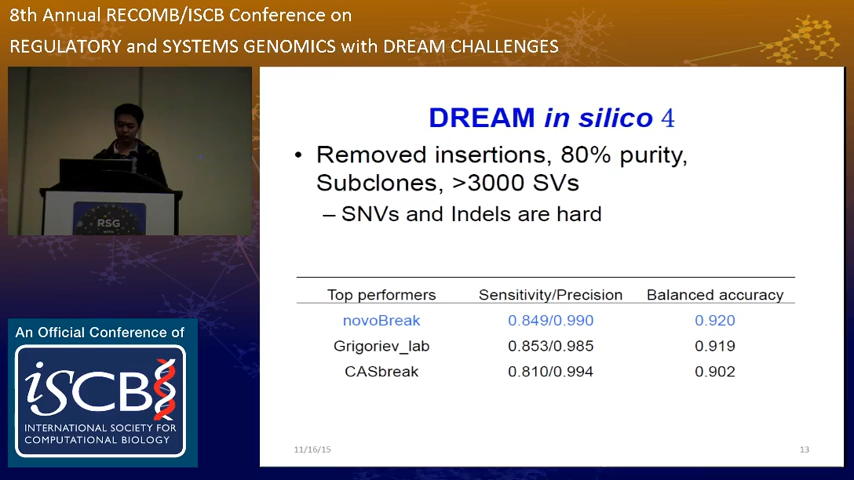 8th Annual RECOMB/ISCB Conference on
REGULATORY and SYSTEMS GENOMICS with DREAM CHALLENGES
RSG
An Official Conference of
iSCB
INTERNATIONAL SOCIETY FOR
COMPUTATIONAL BIOLOGY
DREAM in silico 4
• Removed insertions, 80% purity,
Subclones, >3000 SVs
– SNVs and Indels are hard
Top performers Sensitivity/Precision Balanced accuracy
novoBreak 0.849/0.990 0.920
Grigoriev_lab 0.853/0.985 0.919
CASbreak 0.810/0.994 0.902
11/16/15 13